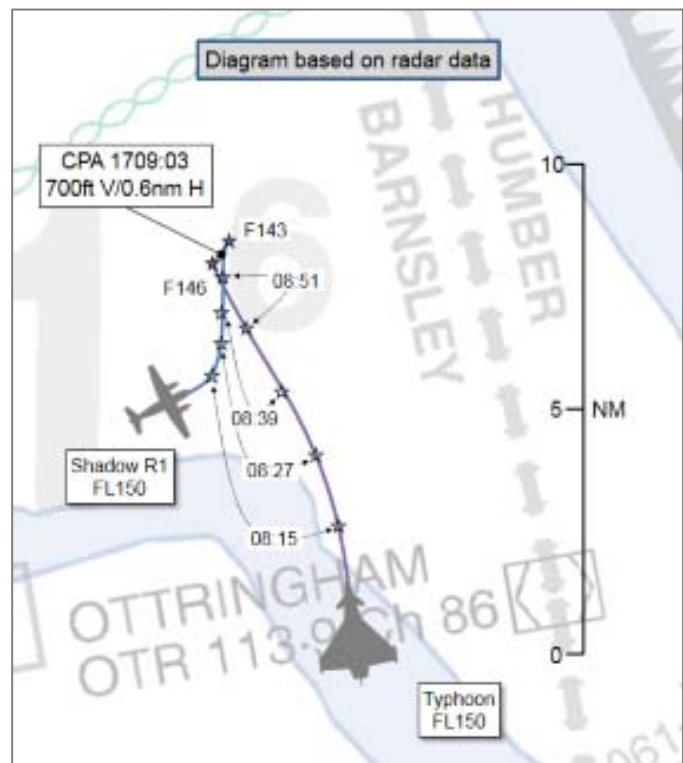 Diagram based on radar data
CPA 1709:03
700ft V/0.6nm H
F143
F146
08:51
08:39
08:27
08:15
Shadow R1
FL150
Typhoon
FL150
10
5
NM
0
BARNSLEY
HUMBER
16
OTTRINGHAM
OTR 113·9 Ch 86